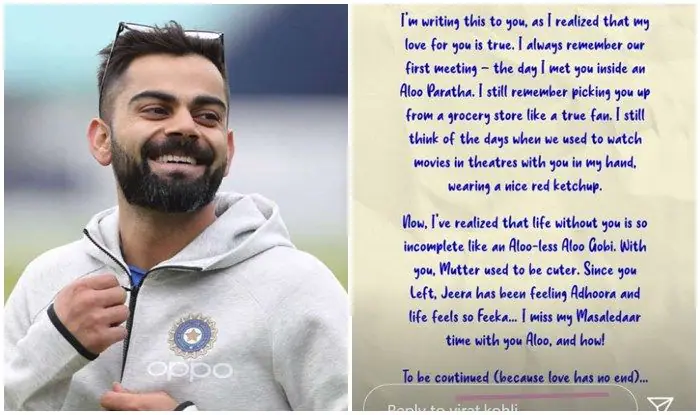 oppo
I'm writing this to you, as I realized that my
love for you is true. I always remember our
first meeting – the day I met you inside an
Aloo Paratha. I still remember picking you up
from a grocery store like a true fan. I still
think of the days when we used to watch
movies in theatres with you in my hand,
wearing a nice red ketchup.
Now, I've realized that life without you is so
incomplete like an Aloo-less Aloo Gobi. With
you, Mutter used to be cuter. Since you
Left, Jeera has been feeling Adhoora and
life feels so Feeka... I miss my Masaledaar
time with you Aloo, and how!
To be continued (because love has no end)...
Reply to virat.kohli